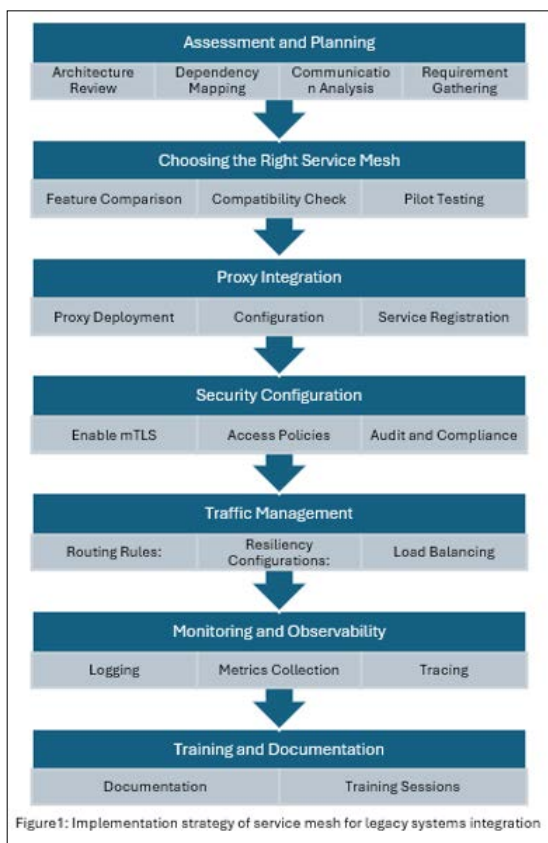 Assessment and Planning
Architecture Review
Dependency Mapping
Communicatio n Analysis
Requirement Gathering
Choosing the Right Service Mesh
Feature Comparison
Compatibility Check
Pilot Testing
Proxy Integration
Proxy Deployment
Configuration
Service Registration
Security Configuration
Enable mTLS
Access Policies
Audit and Compliance
Traffic Management
Routing Rules:
Resiliency Configurations:
Load Balancing
Monitoring and Observability
Logging
Metrics Collection
Tracing
Training and Documentation
Documentation
Training Sessions
Figure1: Implementation strategy of service mesh for legacy systems integration